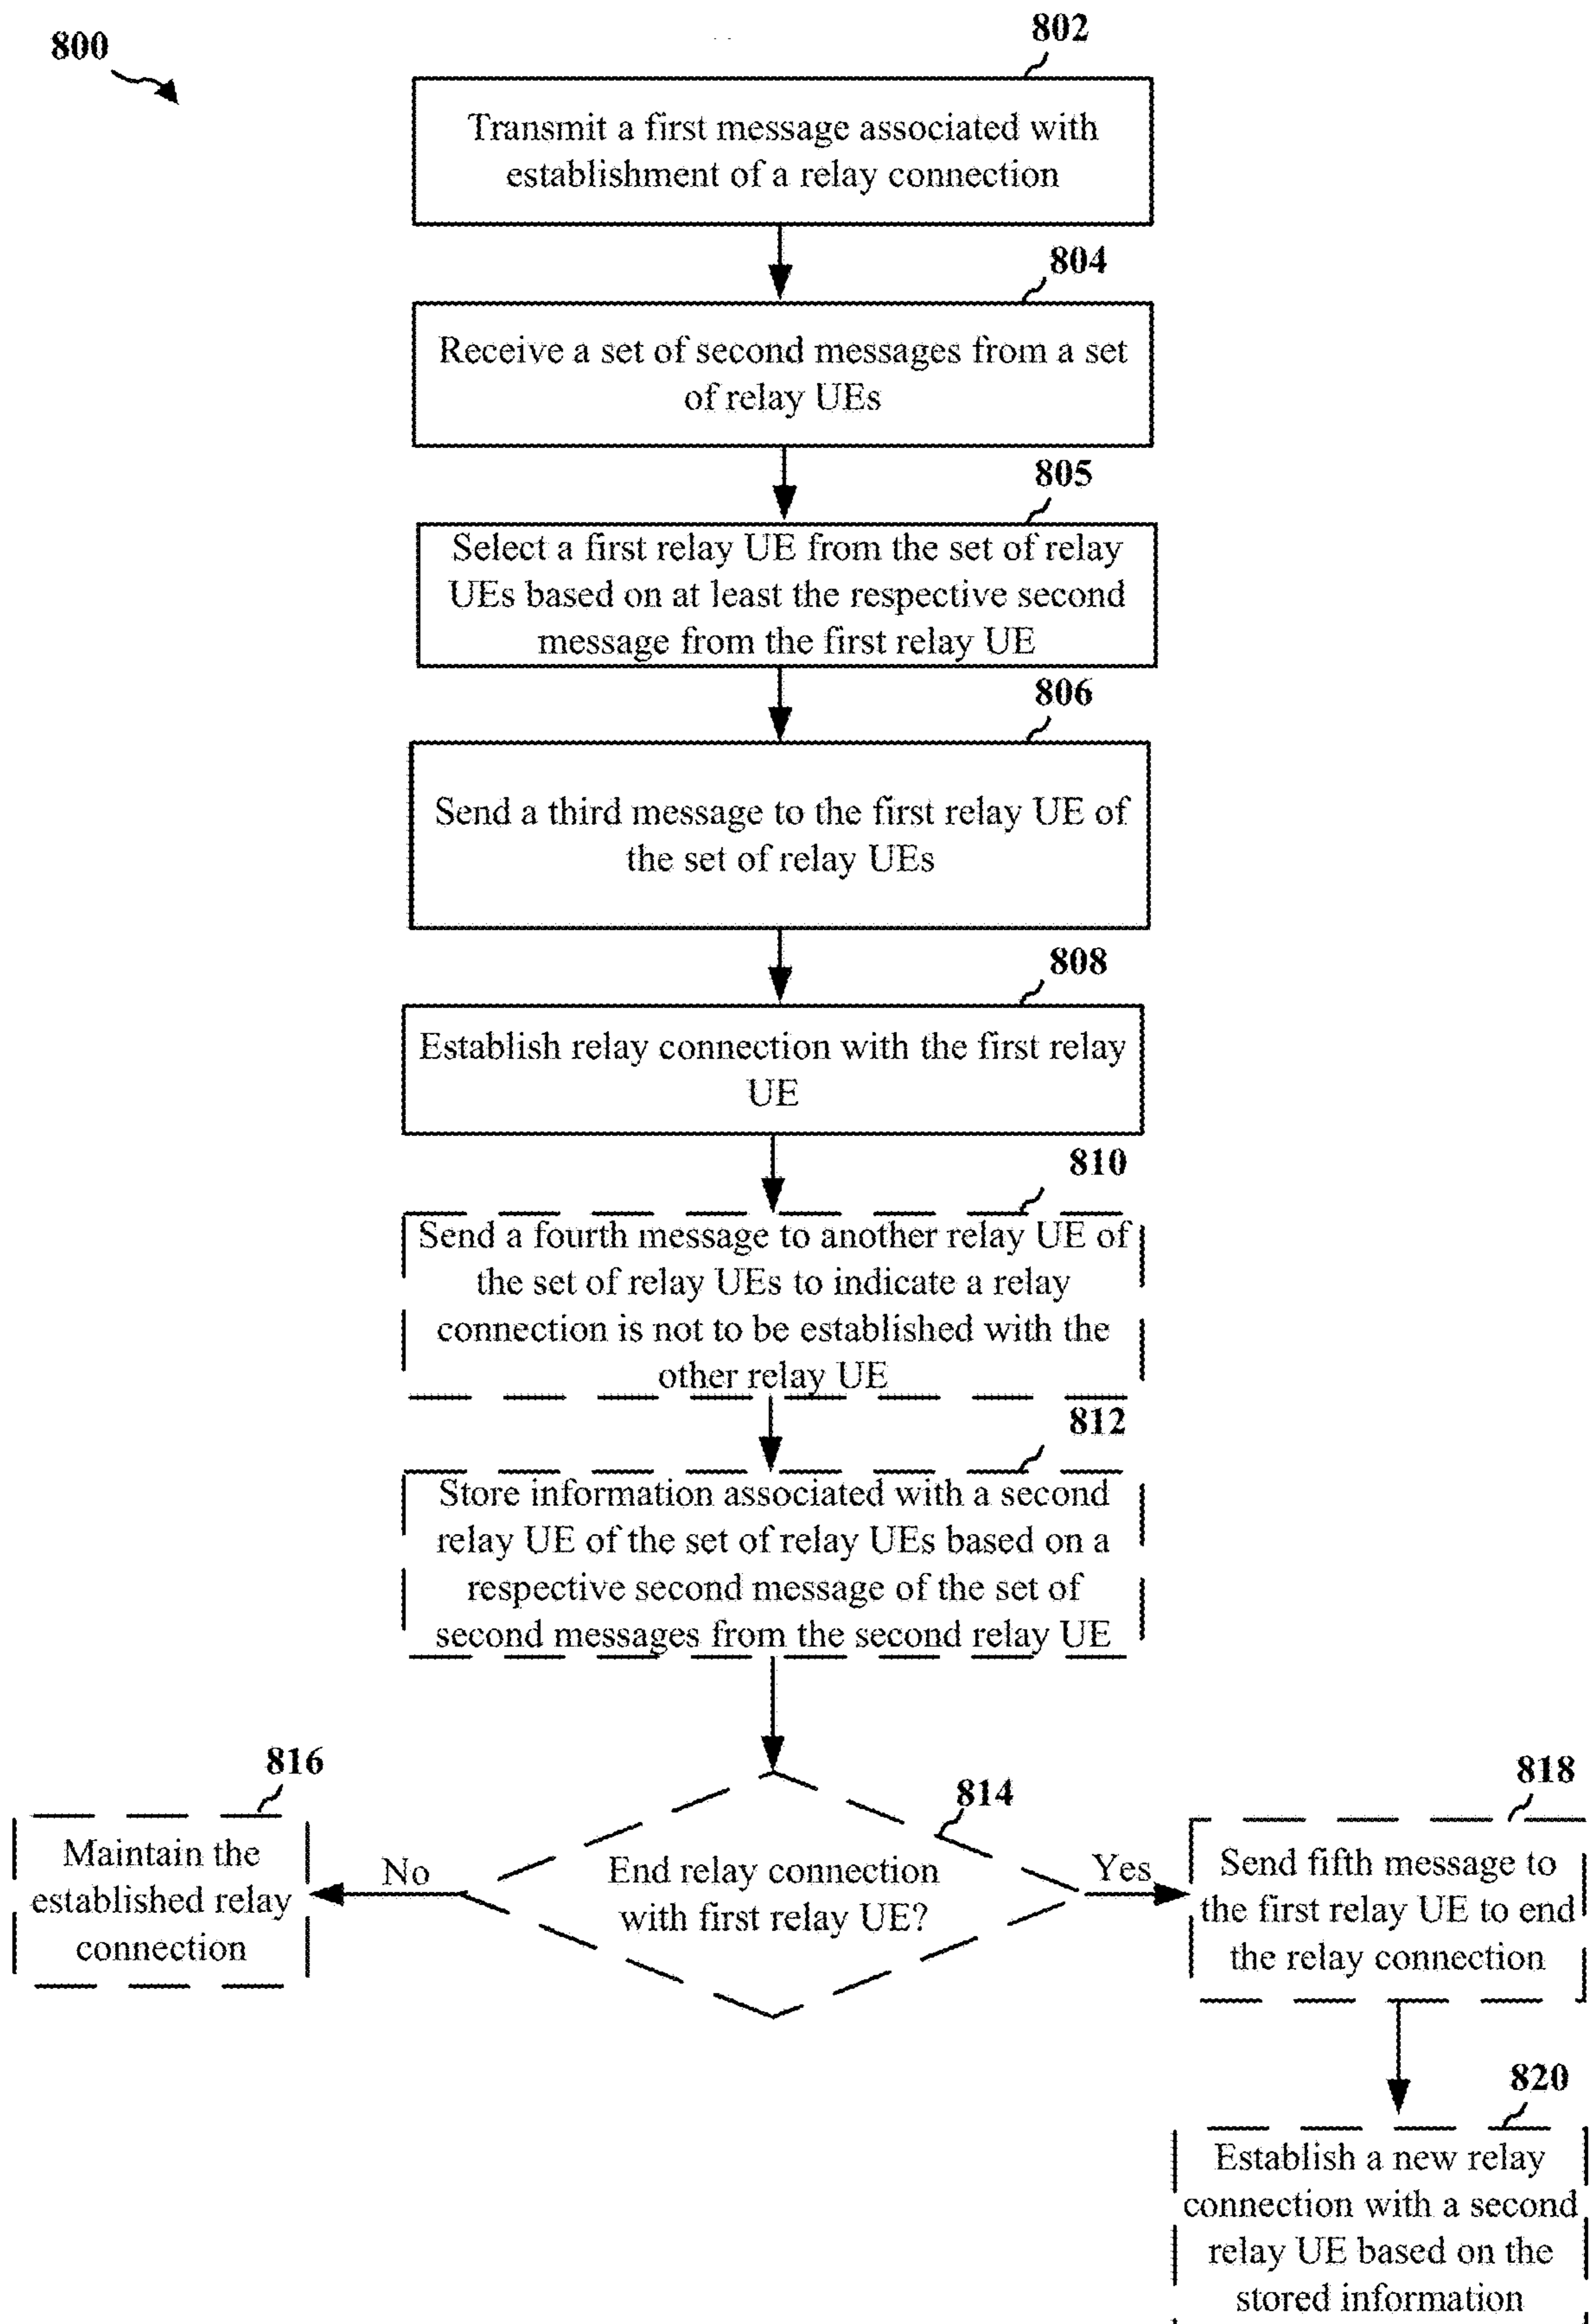 800
802
Transmit a first message associated with
establishment of a relay connection
804
Receive a set of second messages from a set
of relay UEs
805
Select a first relay UE from the set of relay
UEs based on at least the respective second
message from the first relay UE
806
Send a third message to the first relay UE of
the set of relay UEs
808
Establish relay connection with the first relay
UE
810
Send a fourth message to another relay UE of
the set of relay UEs to indicate a relay
connection is not to be established with the
other relay UE
812
Store information associated with a second
relay UE of the set of relay UEs based on a
respective second message of the set of
second messages from the second relay UE
814
End relay connection
with first relay UE?
No
816
Maintain the
established relay
connection
Yes
818
Send fifth message to
the first relay UE to end
the relay connection
820
Establish a new relay
connection with a second
relay UE based on the
stored information